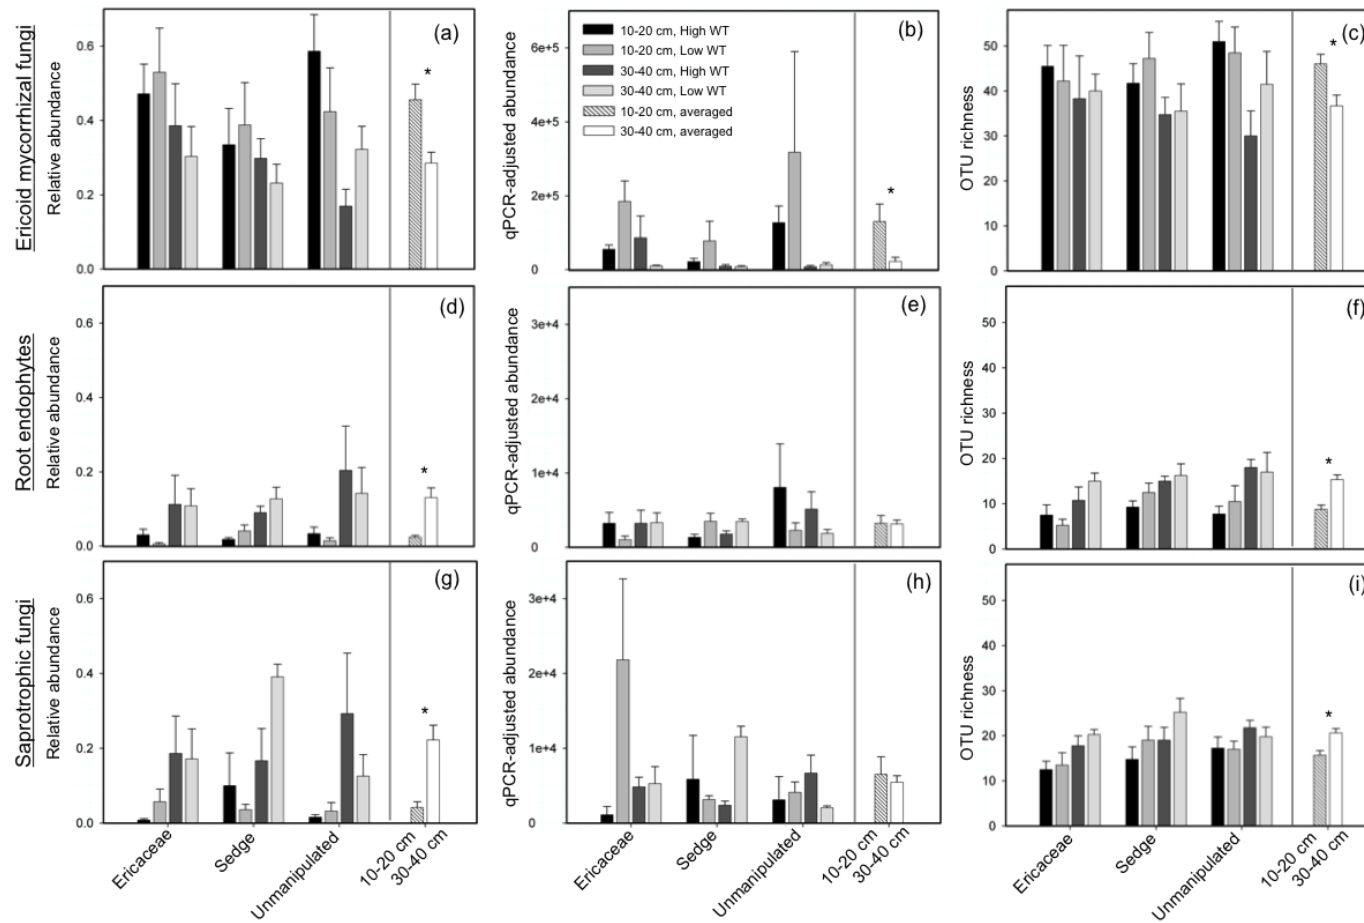 Ericoid mycorrhizal fungi
Relative abundance
0.6
0.4
0.2
0.0
(a)
*
qPCR-adjusted abundance
6e+5
4e+5
2e+5
0
10-20 cm, High WT
10-20 cm, Low WT
30-40 cm, High WT
30-40 cm, Low WT
10-20 cm, averaged
30-40 cm, averaged
(b)
*
OTU richness
50
40
30
20
10
0
(c)
*
Root endophytes
Relative abundance
0.6
0.4
0.2
0.0
(d)
*
qPCR-adjusted abundance
3e+4
2e+4
1e+4
0
(e)
OTU richness
50
40
30
20
10
0
(f)
*
Saprotrophic fungi
Relative abundance
0.6
0.4
0.2
0.0
(g)
*
Ericaceae
Sedge
Unmanipulated
10-20 cm
30-40 cm
qPCR-adjusted abundance
3e+4
2e+4
1e+4
0
(h)
Ericaceae
Sedge
Unmanipulated
10-20 cm
30-40 cm
OTU richness
50
40
30
20
10
0
(i)
*
Ericaceae
Sedge
Unmanipulated
10-20 cm
30-40 cm